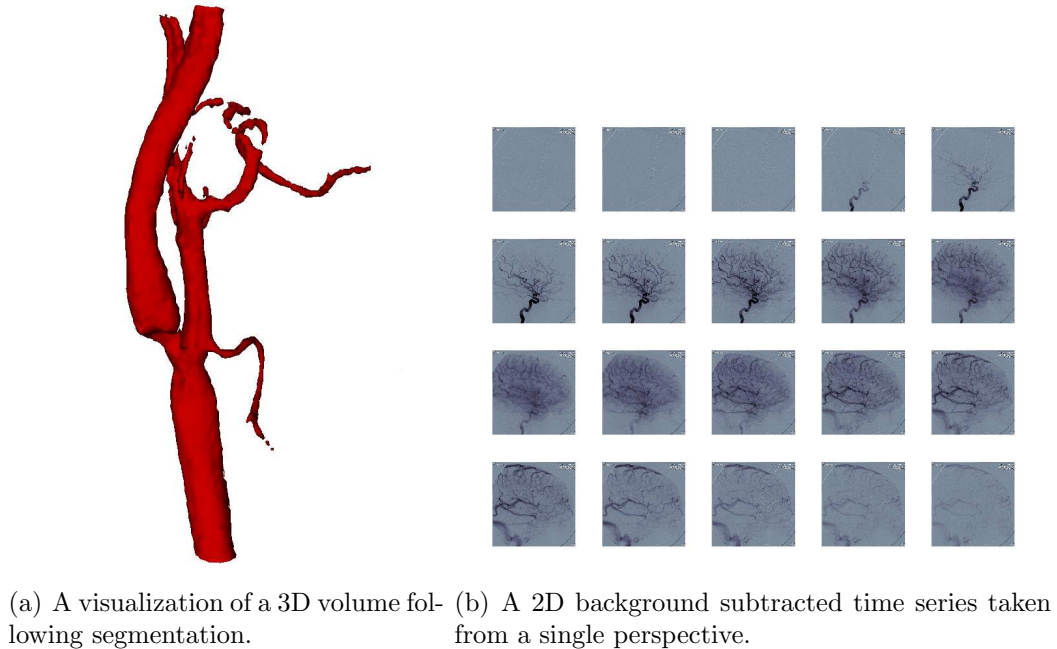 (a) A visualization of a 3D volume fol-
lowing segmentation.
(b) A 2D background subtracted time series taken
from a single perspective.